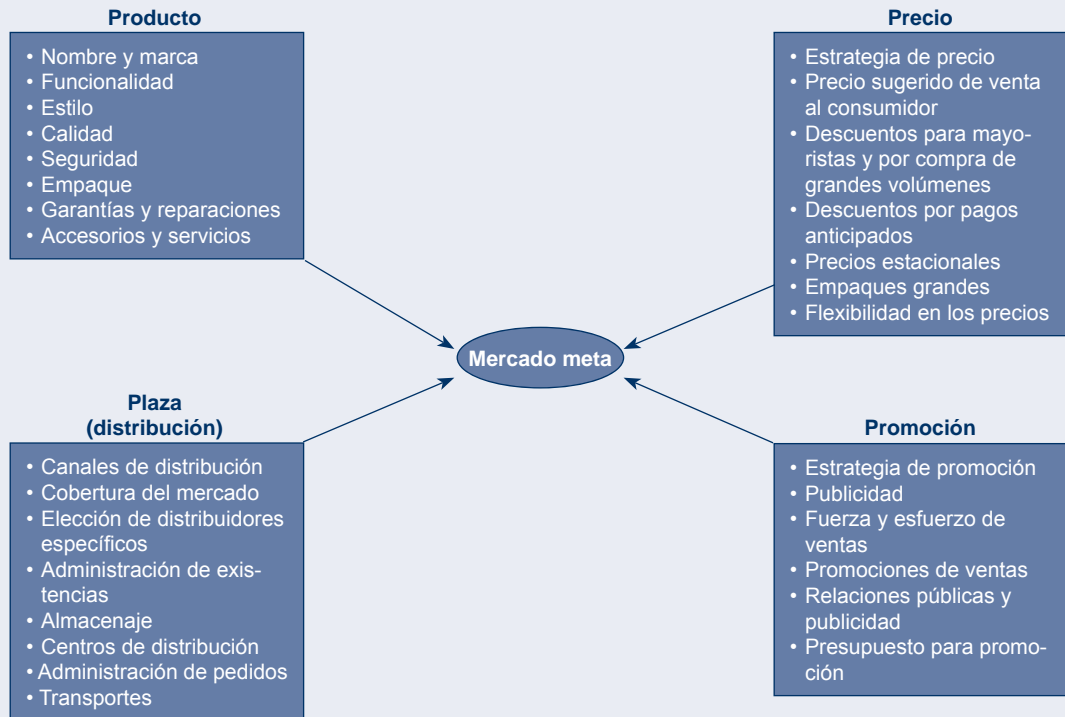 Producto
• Nombre y marca
• Funcionalidad
• Estilo
• Calidad
• Seguridad
• Empaque
• Garantías y reparaciones
• Accesorios y servicios
Precio
• Estrategia de precio
• Precio sugerido de venta
al consumidor
• Descuentos para mayo-
ristas y por compra de
grandes volúmenes
• Descuentos por pagos
anticipados
• Precios estacionales
• Empaques grandes
• Flexibilidad en los precios
Mercado meta
Plaza
(distribución)
• Canales de distribución
• Cobertura del mercado
• Elección de distribuidores
específicos
• Administración de exis-
tencias
• Almacenaje
• Centros de distribución
• Administración de pedidos
• Transportes
Promoción
• Estrategia de promoción
• Publicidad
• Fuerza y esfuerzo de
ventas
• Promociones de ventas
• Relaciones públicas y
publicidad
• Presupuesto para promo-
ción